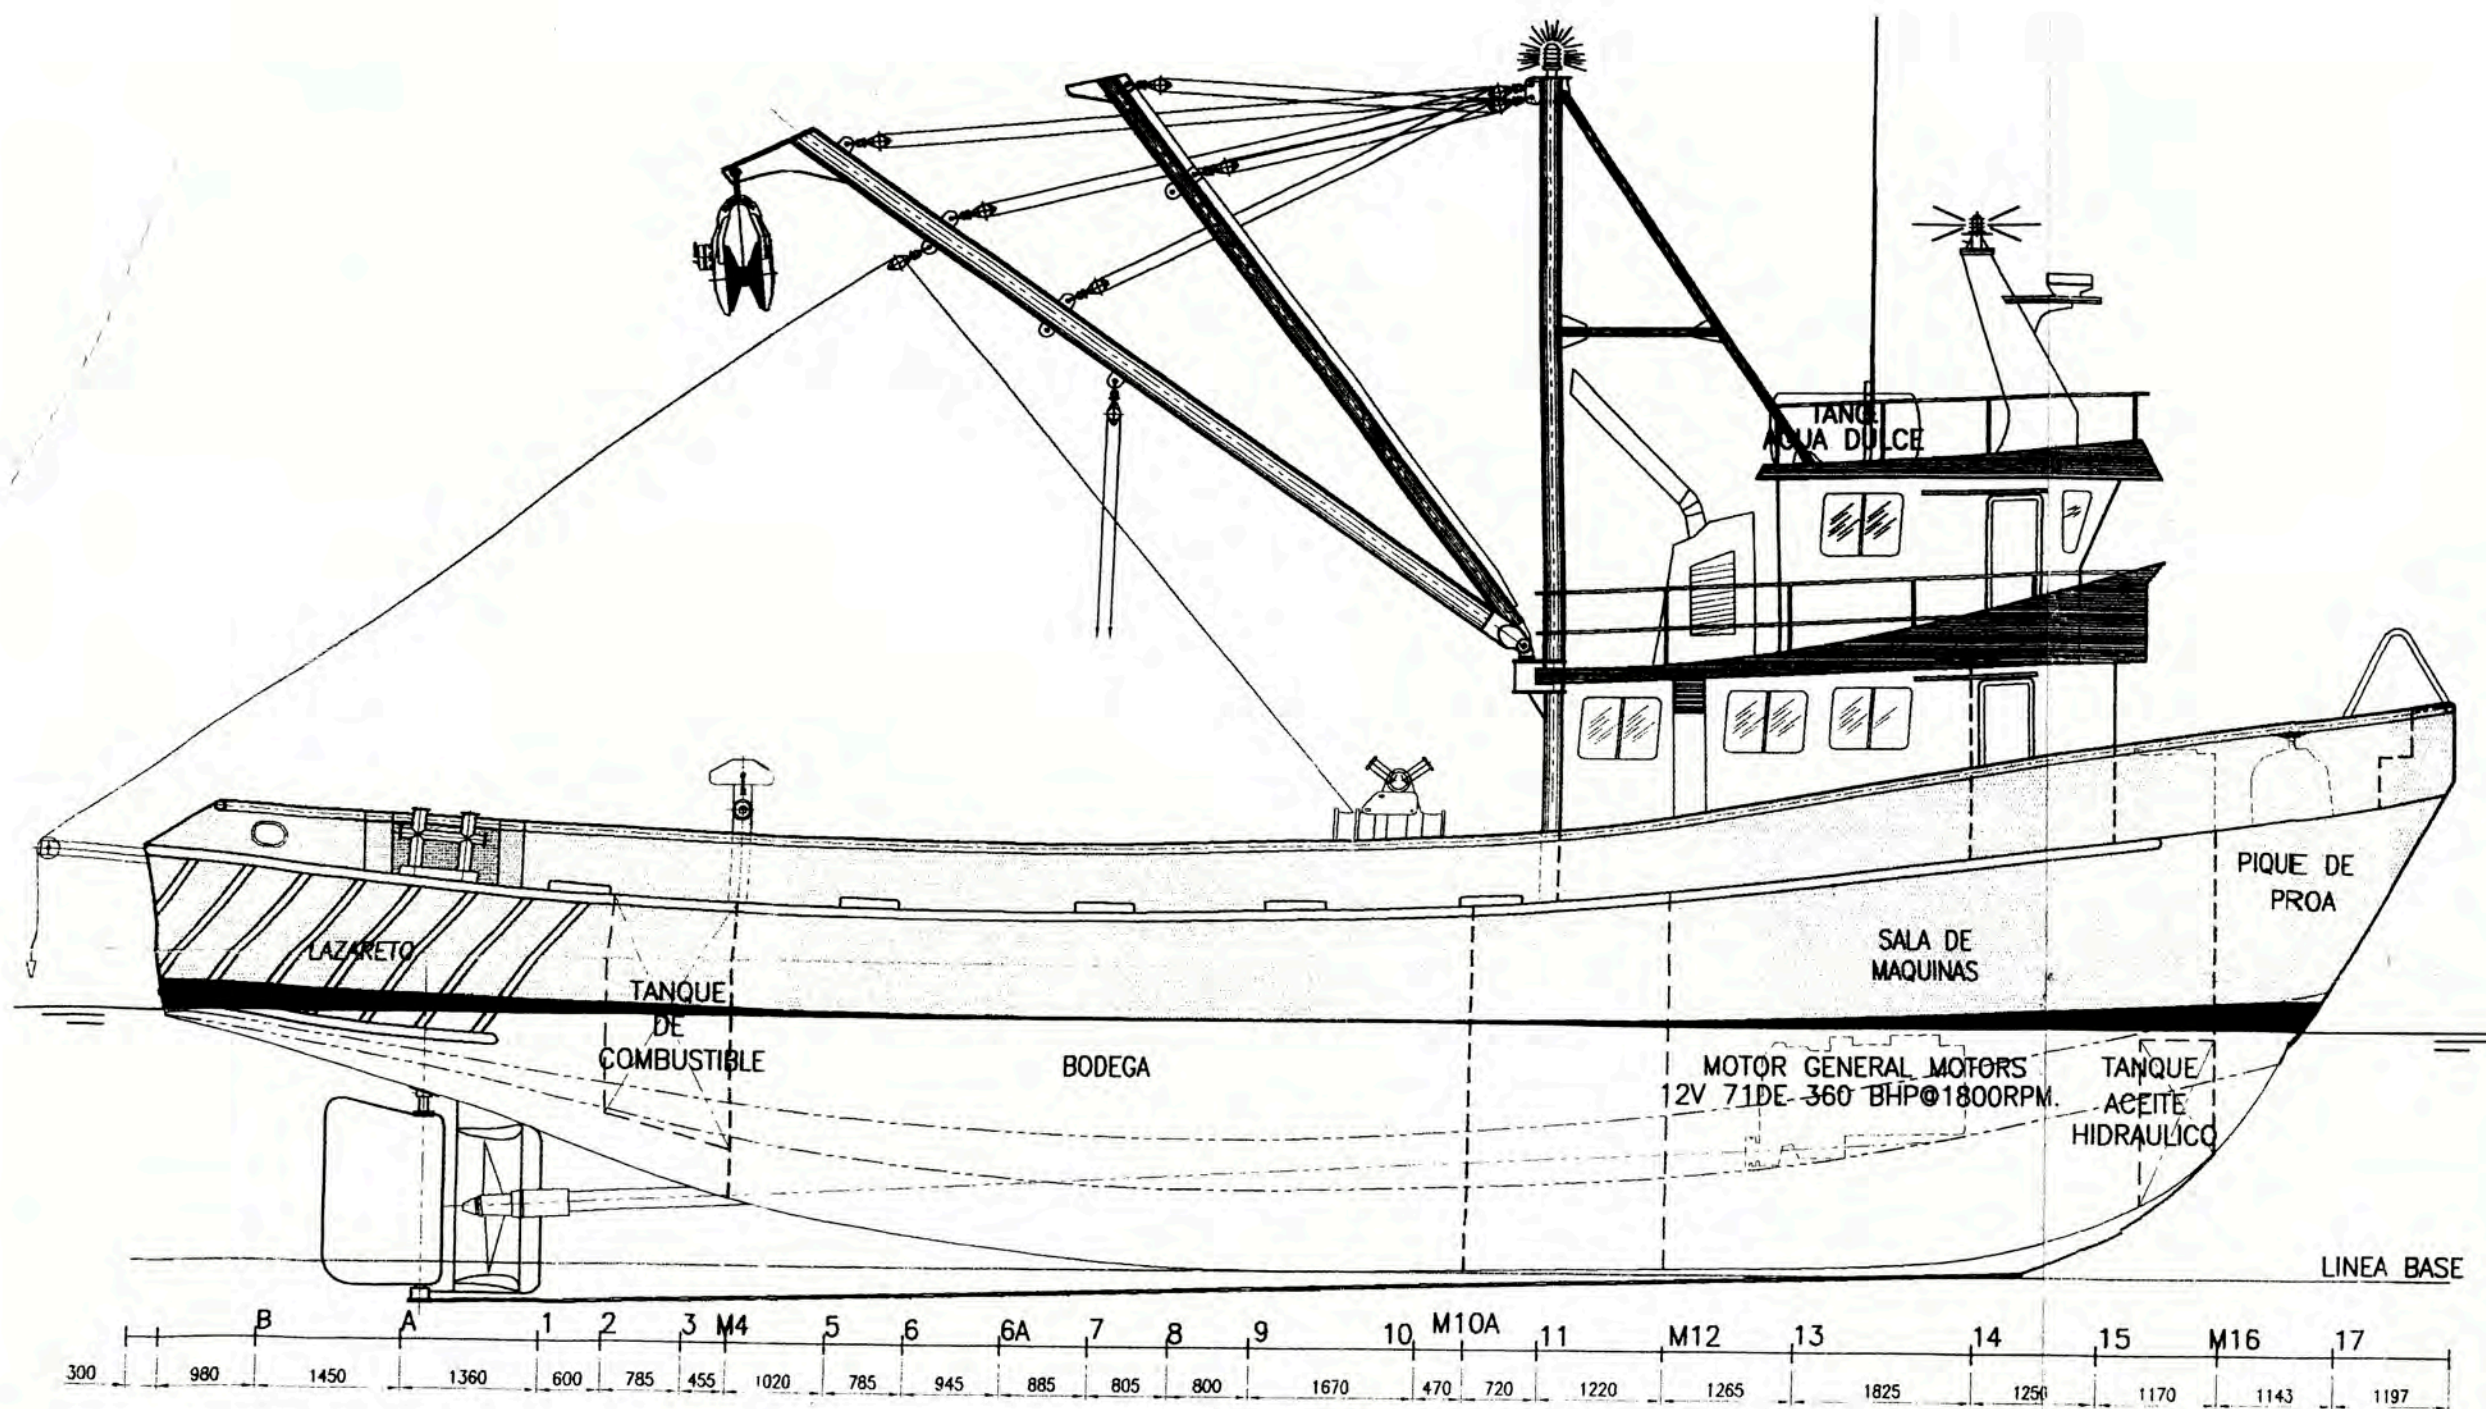 TANQ.
AGUA DULCE
PIQUE DE
PROA
SALA DE
MAQUINAS
LAZARETO
TANQUE
DE
COMBUSTIBLE
BODEGA
MOTOR GENERAL MOTORS
12V 71DE 360 BHP@1800RPM.
TANQUE
ACEITE
HIDRAULICO
LINEA BASE
B A 1 2 3 M4 5 6 6A 7 8 9 10 M10A 11 M12 13 14 15 M16 17
300 980 1450 1360 600 785 455 1020 785 945 885 805 800 1670 470 720 1220 1265 1825 1250 1170 1143 1197